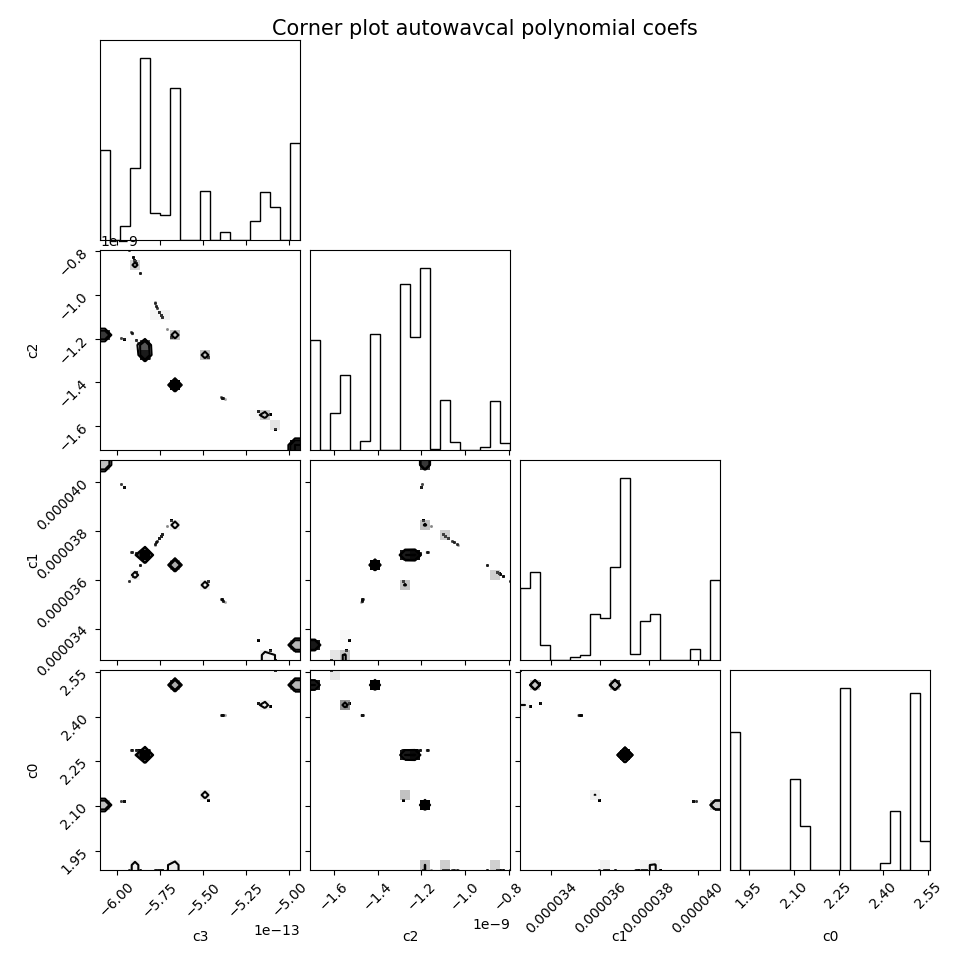 Corner plot autowavcal polynomial coefs
1e−9
−0.8
−1.0
−1.2
−1.4
−1.6
c2
0.000040
0.000038
0.000036
0.000034
c1
2.55
2.40
2.25
2.10
1.95
c0
−6.00 −5.75 −5.50 −5.25 −5.00 −1.6 −1.4 −1.2 −1.0 −0.8 0.000034 0.000036 0.000038 0.000040 1.95 2.10 2.25 2.40 2.55
1e−13 1e−9
c3 c2 c1 c0